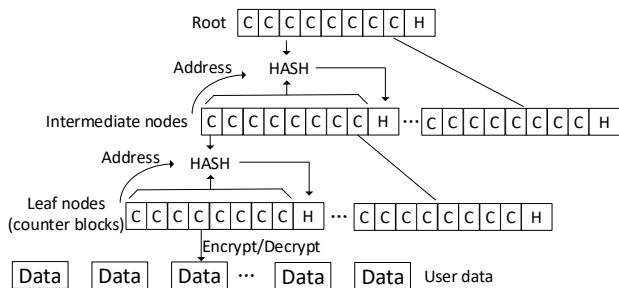 Root C C C C C C C C H
Address HASH
Intermediate nodes C C C C C C C C H ... C C C C C C C C H
Address HASH
Leaf nodes
(counter blocks) C C C C C C C C H ... C C C C C C C C H
Encrypt/Decrypt
Data Data Data ... Data Data User data